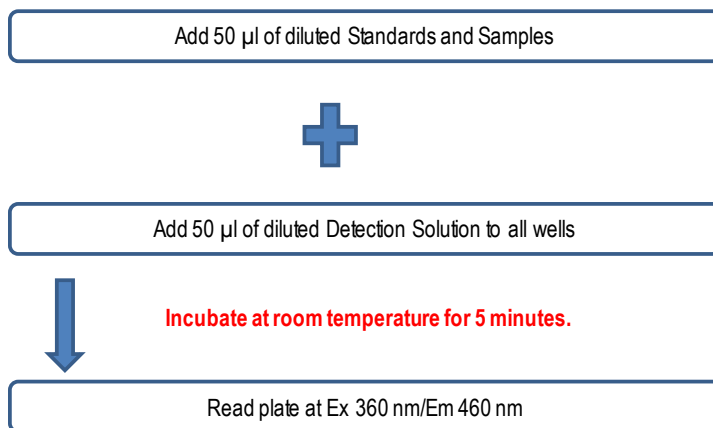 Add 50 µl of diluted Standards and Samples
Add 50 µl of diluted Detection Solution to all wells
Incubate at room temperature for 5 minutes.
Read plate at Ex 360 nm/Em 460 nm